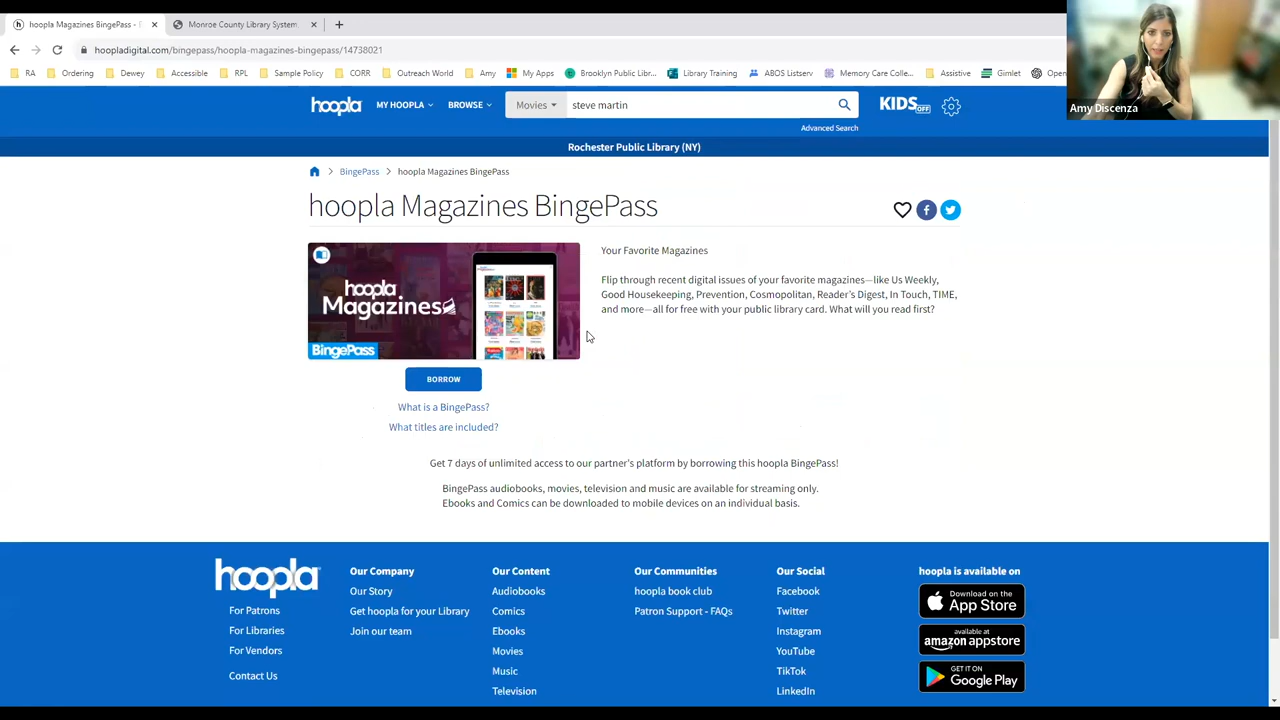 hoopla Magazines BingePass -
Monroe County Library System
hoopladigital.com/bingepass/hoopla-magazines-bingepass/14738021
RA
Ordering
Dewey
Accessible
RPL
Sample Policy
CORR
Outreach World
Amy
My Apps
Brooklyn Public Libr...
Library Training
ABOS Listserv
Memory Care Colle...
Assistive
Gimlet
Amy Discenza
hoopla
MY HOOPLA
BROWSE
Movies
steve martin
KIDS OFF
Advanced Search
Rochester Public Library (NY)
BingePass
hoopla Magazines BingePass
hoopla Magazines BingePass
hoopla
Magazines
BingePass
Your Favorite Magazines
Flip through recent digital issues of your favorite magazines—like Us Weekly,
Good Housekeeping, Prevention, Cosmopolitan, Reader's Digest, In Touch, TIME,
and more—all for free with your public library card. What will you read first?
BORROW
What is a BingePass?
What titles are included?
Get 7 days of unlimited access to our partner's platform by borrowing this hoopla BingePass!
BingePass audiobooks, movies, television and music are available for streaming only.
Ebooks and Comics can be downloaded to mobile devices on an individual basis.
hoopla
For Patrons
For Libraries
For Vendors
Contact Us
Our Company
Our Story
Get hoopla for your Library
Join our team
Our Content
Audiobooks
Comics
Ebooks
Movies
Music
Television
Our Communities
hoopla book club
Patron Support - FAQs
Our Social
Facebook
Twitter
Instagram
YouTube
TikTok
LinkedIn
hoopla is available on
Download on the
App Store
available at
amazon appstore
GET IT ON
Google Play